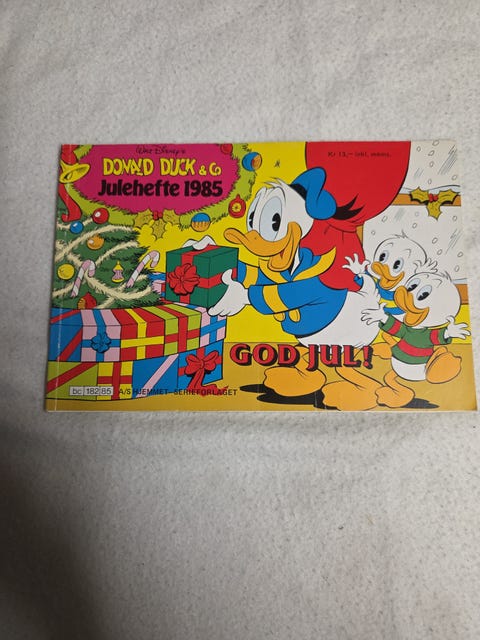 Walt Disney's
Kr 13,– inkl. moms.
DONALD DUCK & Co
Julehefte 1985
GOD JUL!
bc 182 85 A/S HJEMMET–SERIEFORLAGET